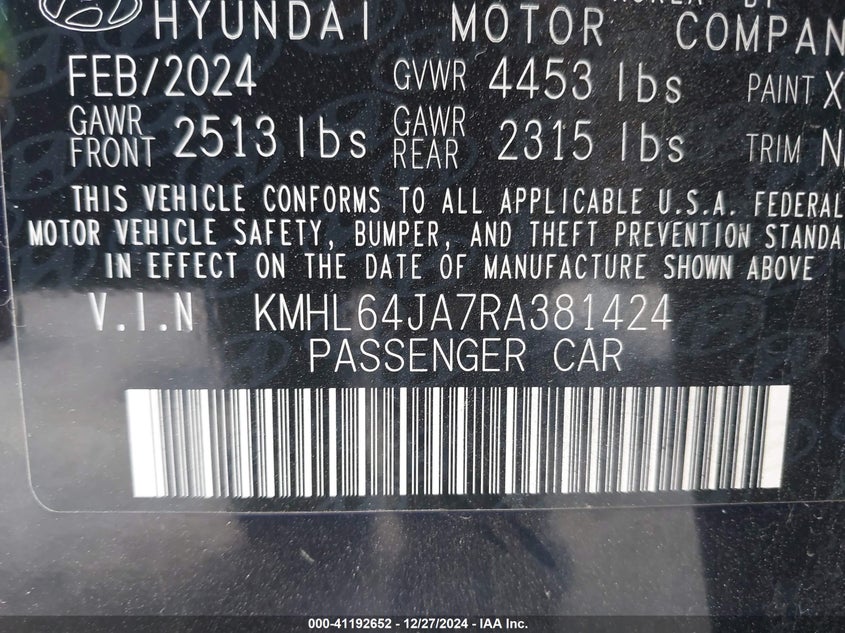 HYUNDAI MOTOR COMPAN
FEB/2024 GVWR 4453 lbs PAINT X
GAWR FRONT 2513 lbs GAWR REAR 2315 lbs TRIM N
THIS VEHICLE CONFORMS TO ALL APPLICABLE U.S.A. FEDERAL
MOTOR VEHICLE SAFETY, BUMPER, AND THEFT PREVENTION STANDA
IN EFFECT ON THE DATE OF MANUFACTURE SHOWN ABOVE
V.I.N KMHL64JA7RA381424
PASSENGER CAR
000-41192652 - 12/27/2024 - IAA Inc.